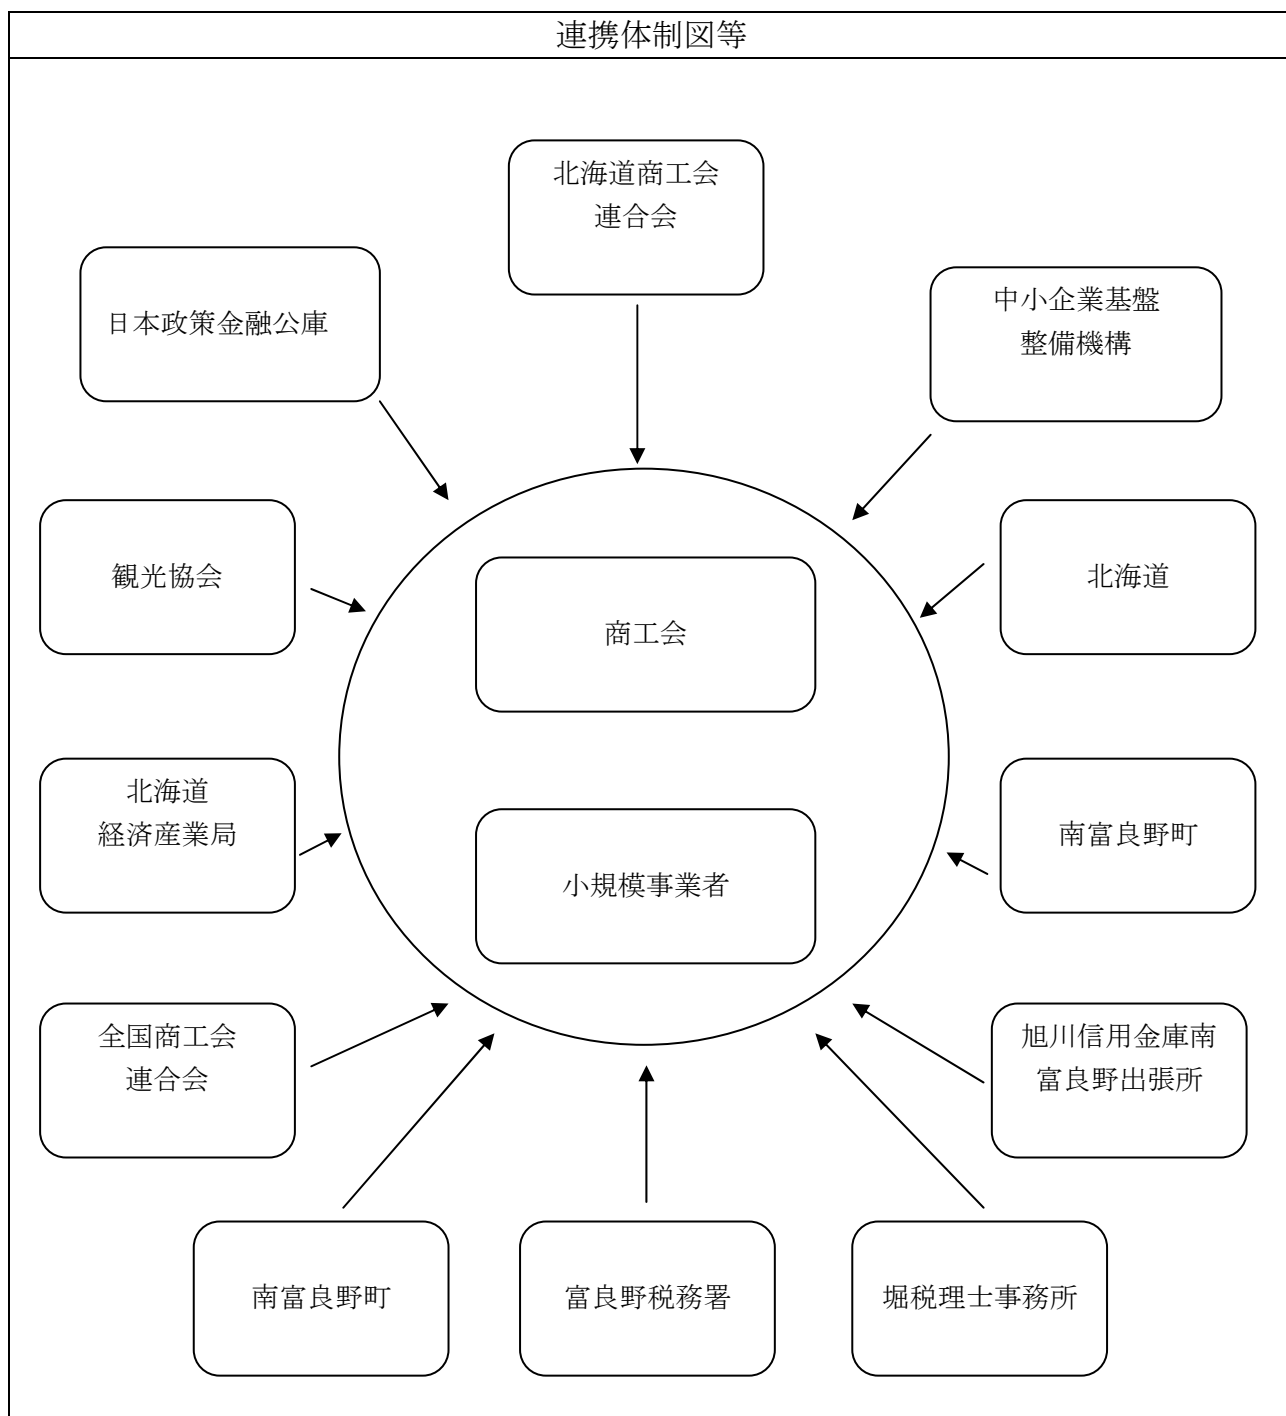 連携体制図等
北海道商工会
連合会
日本政策金融公庫
中小企業基盤
整備機構
観光協会
北海道
商工会
北海道
経済産業局
南富良野町
小規模事業者
全国商工会
連合会
旭川信用金庫南
富良野出張所
南富良野町
富良野税務署
堀税理士事務所